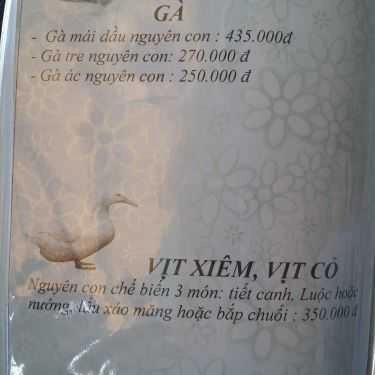 GÀ
- Gà mái dầu nguyên con : 435.000đ
- Gà tre nguyên con: 270.000 đ
- Gà ác nguyên con : 250.000 đ
VỊT XIÊM, VỊT CỎ
Nguyên con chế biến 3 món: tiết canh, Luộc hoặc
nướng, lẩu xáo măng hoặc bắp chuối : 350.000 đ